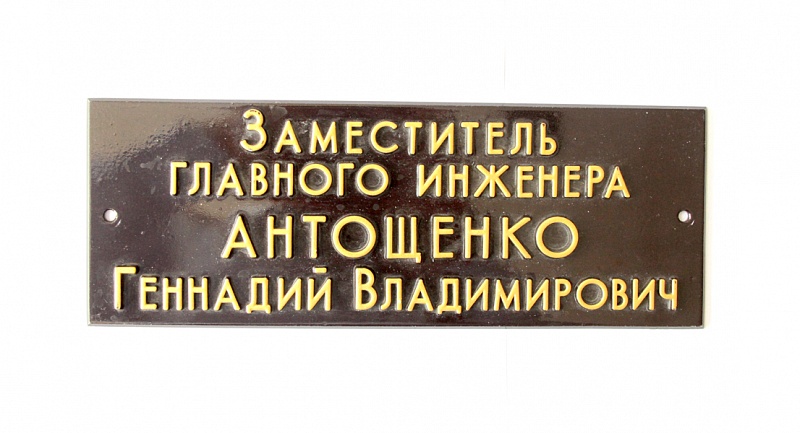 Заместитель
главного инженера
АНТОЩЕНКО
Геннадий Владимирович